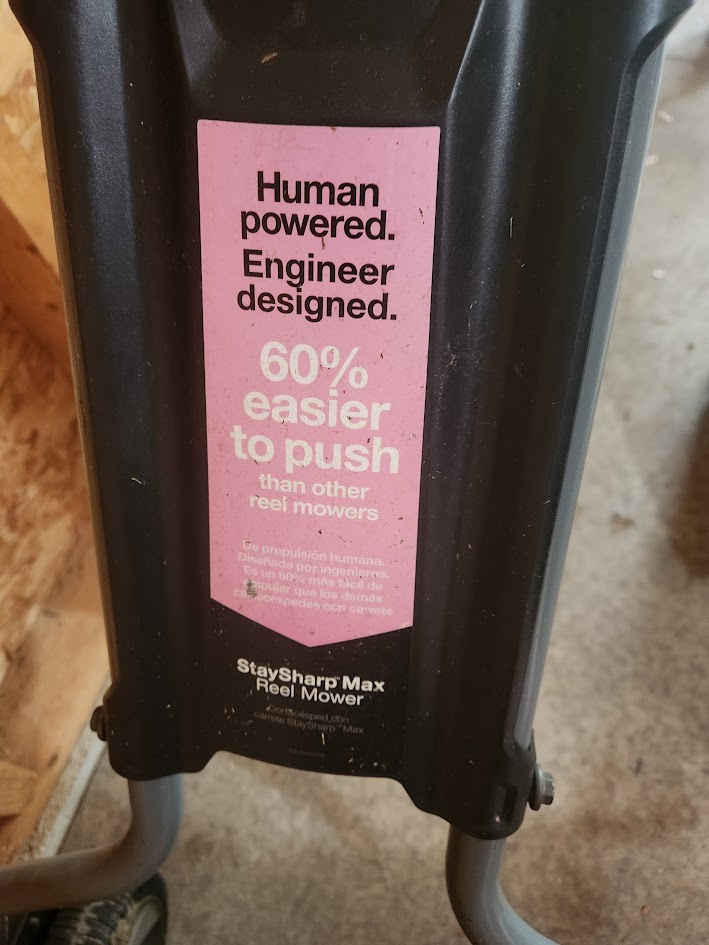 Human
powered.
Engineer
designed.
60%
easier
to push
than other
reel mowers
De propulsión humana.
Diseñada por ingenieros.
Es un 60% más fácil de
empujar que los demás
cortacéspedes con carrete
StaySharp™ Max
Reel Mower
Cortacésped con
carrete StaySharp™ Max